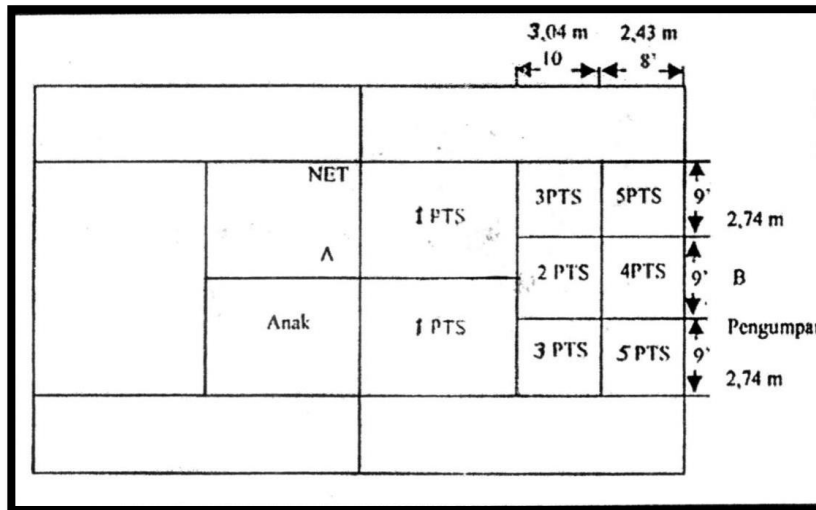 3,04 m 2,43 m
10 8'
NET
3PTS 5PTS 9'
1 PTS
2,74 m
A
2 PTS 4PTS 9' B
Anak 1 PTS
Pengumpan
3 PTS 5 PTS 9'
2,74 m